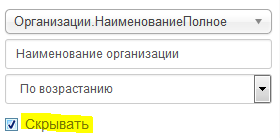 Организации.НаименованиеПолное
Наименование организации
По возрастанию
Скрывать